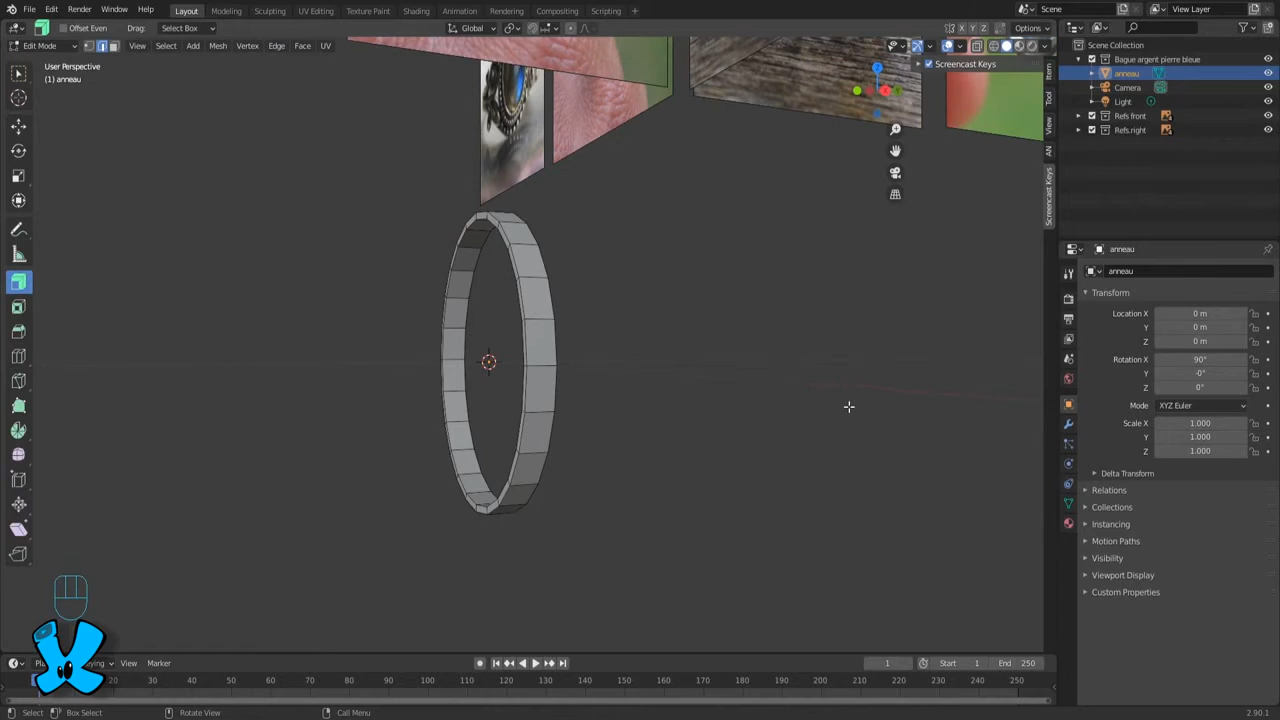 File Edit Render Window Help Layout Modeling Sculpting UV Editing Texture Paint Shading Animation Rendering Compositing Scripting + Scene View Layer
Offset Even Drag: Select Box Global X Y Z Options
Edit Mode View Select Add Mesh Vertex Edge Face UV
User Perspective
(1) anneau
Screencast Keys
Z
X
Y
Item
Tool
View
AN
Screencast Keys
Scene Collection
Bague argent pierre bleue
anneau
Camera
Light
Refs front
Refs right
anneau
anneau
Transform
Location X 0 m
Y 0 m
Z 0 m
Rotation X 90°
Y -0°
Z 0°
Mode XYZ Euler
Scale X 1.000
Y 1.000
Z 1.000
Delta Transform
Relations
Collections
Instancing
Motion Paths
Visibility
Viewport Display
Custom Properties
View Marker 1 Start 1 End 250
20 30 40 50 60 70 80 90 100 110 120 130 140 150 160 170 180 190 200 210 220 230 240 250
Select Box Select Rotate View Call Menu 2.90.1